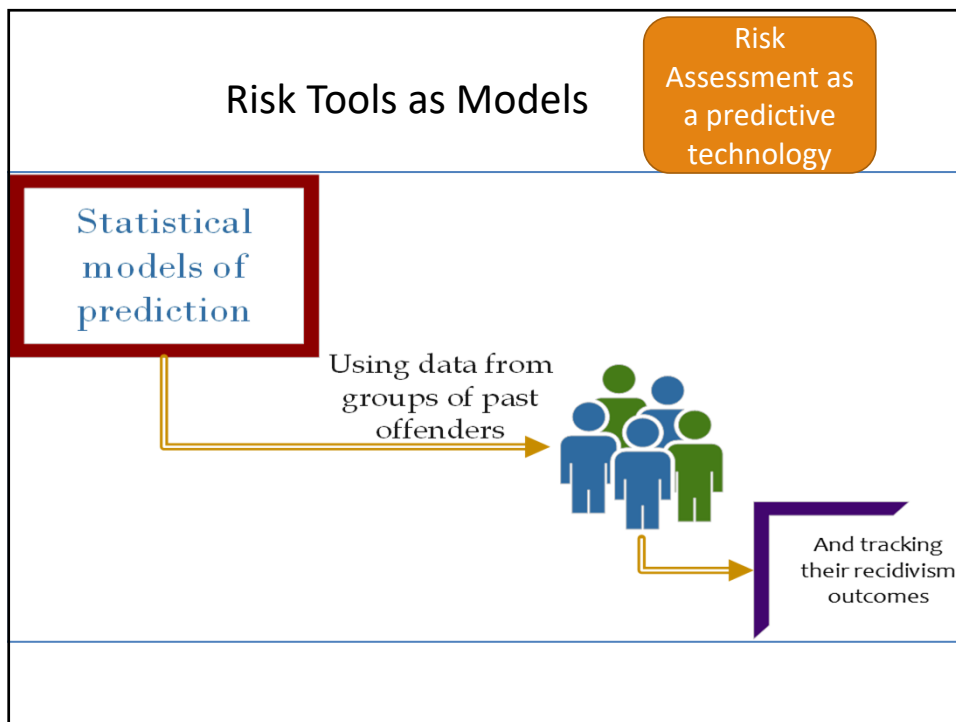 Risk Tools as Models
Risk
Assessment as
a predictive
technology
Statistical
models of
prediction
Using data from
groups of past
offenders
And tracking
their recidivism
outcomes